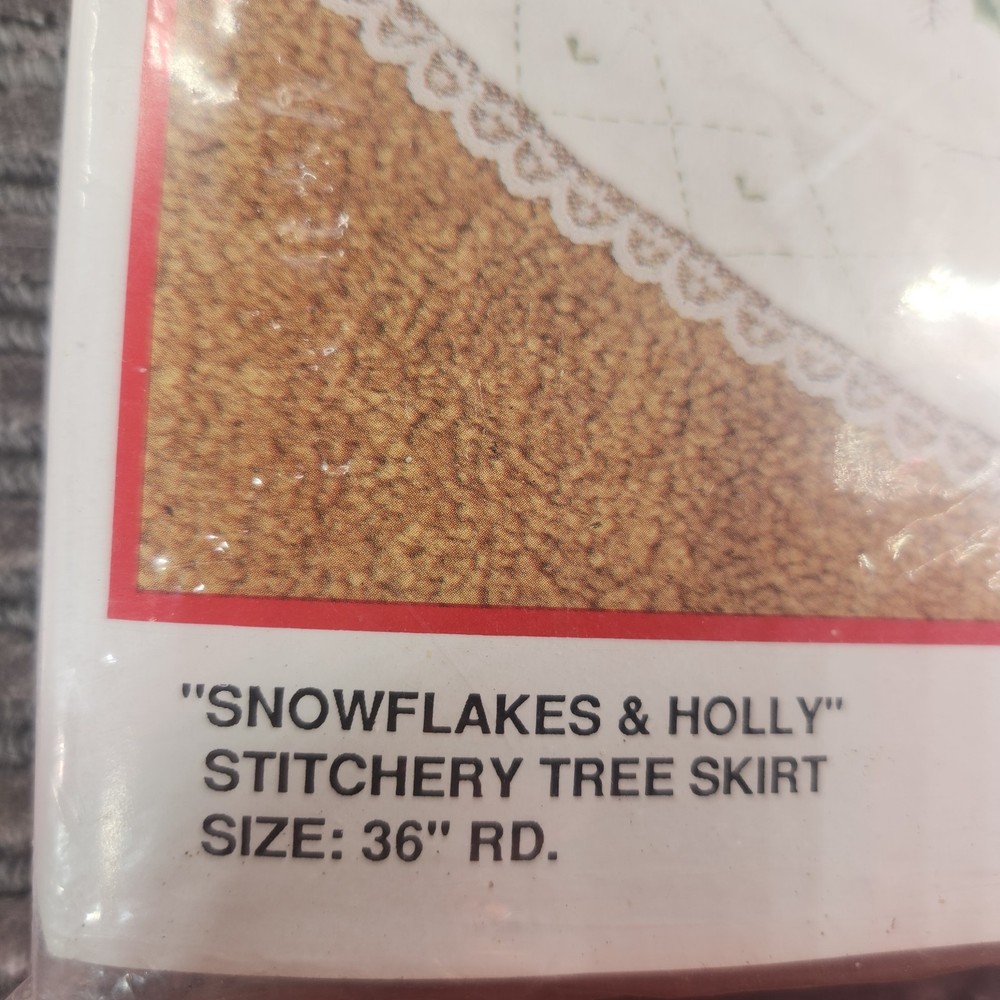 "SNOWFLAKES & HOLLY"
STITCHERY TREE SKIRT
SIZE: 36" RD.